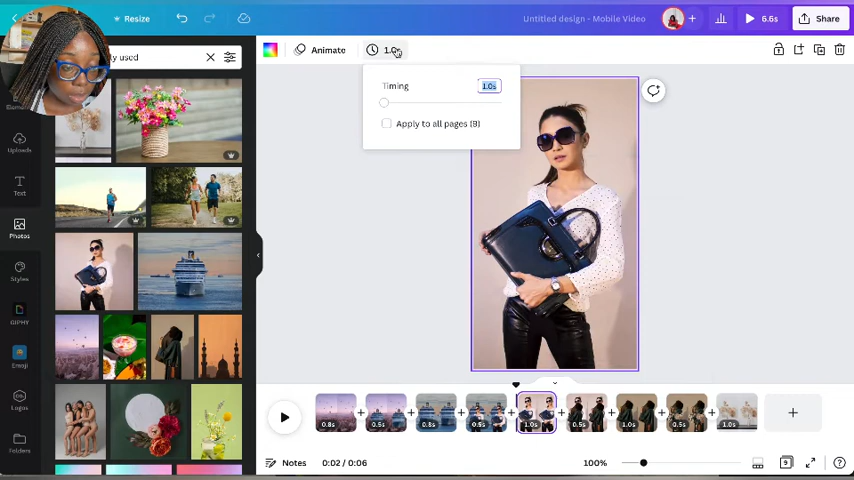 Resize
Untitled design - Mobile Video
6.6s
Share
y used
Animate
1.0s
Timing
1.0s
Apply to all pages (9)
Elements
Uploads
Text
Photos
Styles
GIPHY
Emoji
Logos
Folders
0.8s
0.5s
0.8s
0.5s
1.0s
0.5s
1.0s
0.5s
1.0s
Notes
0:02 / 0:06
100%
9